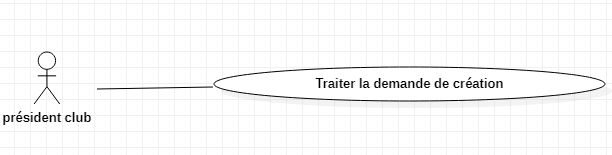 Traiter la demande de création
président club